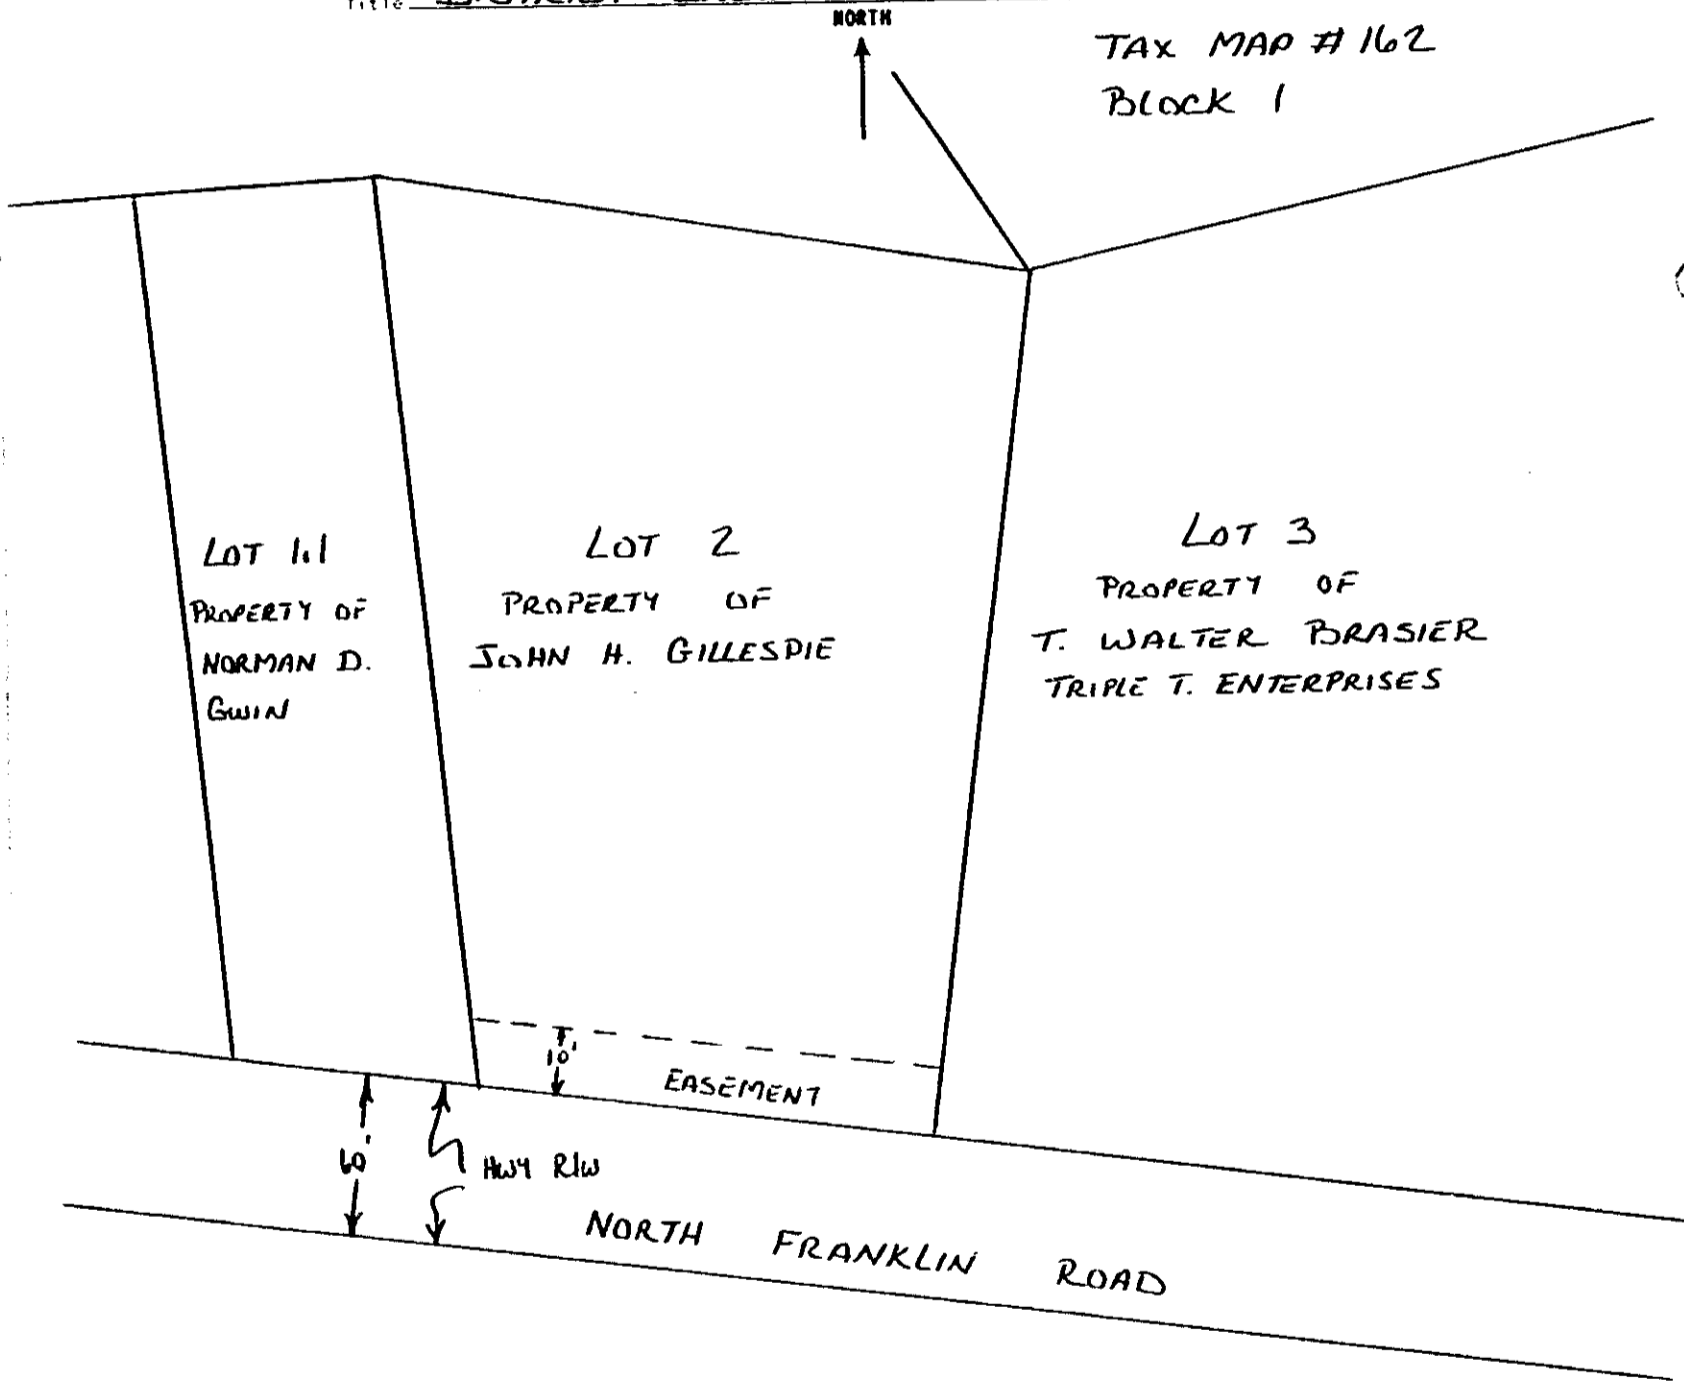 Title
NORTH
TAX MAP # 162
BLOCK 1
LOT 1.1
PROPERTY OF
NORMAN D.
GWIN
LOT 2
PROPERTY OF
JOHN H. GILLESPIE
LOT 3
PROPERTY OF
T. WALTER BRASIER
TRIPLE T. ENTERPRISES
10'
EASEMENT
60'
HWY R/W
NORTH FRANKLIN ROAD